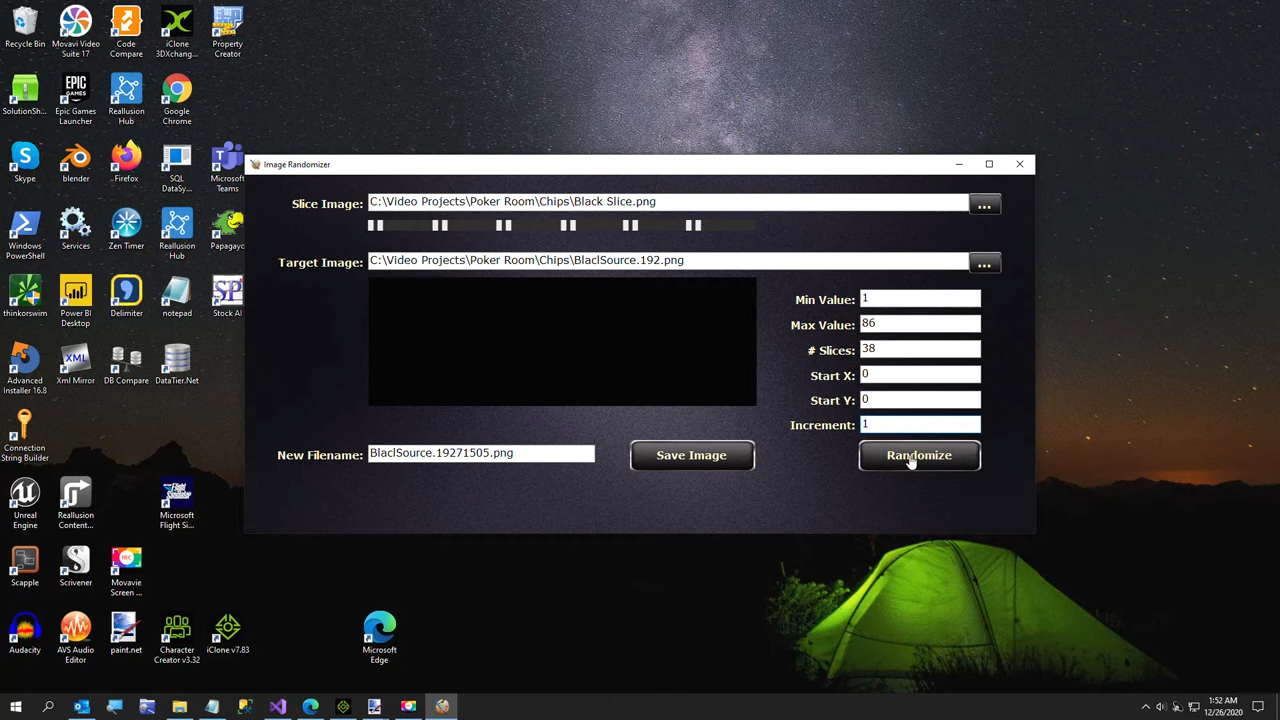 Recycle Bin
Movavi Video
Suite 17
Code
Compare
iClone
3DXchang...
Property
Creator
SolutionSh...
EPIC
GAMES
Epic Games
Launcher
Reallusion
Hub
Google
Chrome
Skype
blender
Firefox
SQL
DataSy...
Microsoft
Teams
Windows
PowerShell
Services
Zen Timer
Reallusion
Hub
Papagayo
thinkorswim
Power BI
Desktop
Delimiter
notepad
SP
Stock AI
Advanced
Installer 16.8
XML
Xml Mirror
DB Compare
DataTier.Net
Connection
String Builder
Unreal
Engine
Reallusion
Content...
Microsoft
Flight Si...
Scapple
Scrivener
REC
Movavie
Screen ...
Audacity
AVS Audio
Editor
paint.net
Character
Creator v3.32
iClone v7.83
Microsoft
Edge
Image Randomizer
Slice Image: C:\Video Projects\Poker Room\Chips\Black Slice.png ...
Target Image: C:\Video Projects\Poker Room\Chips\BlaclSource.192.png ...
Min Value: 1
Max Value: 86
# Slices: 38
Start X: 0
Start Y: 0
Increment: 1
New Filename: BlaclSource.19271505.png Save Image Randomize
1:52 AM
12/26/2020